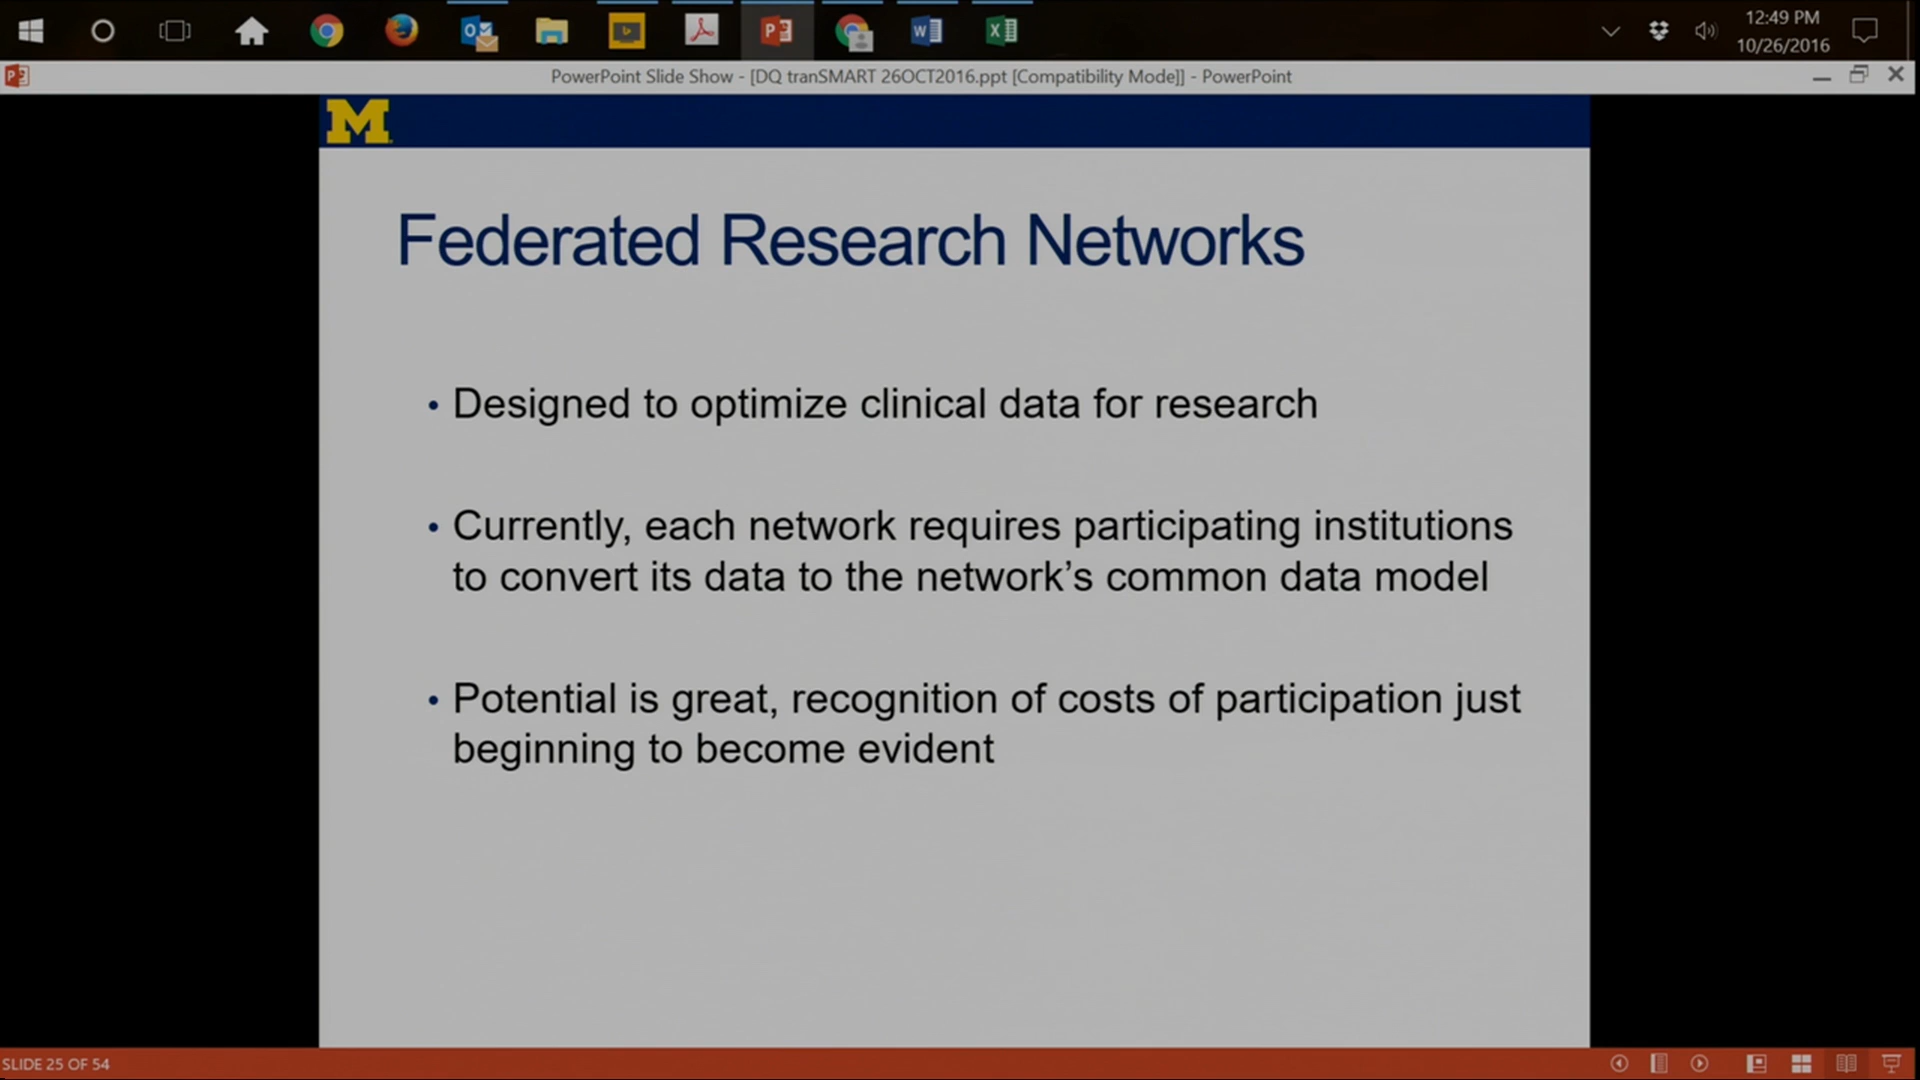 12:49 PM
10/26/2016
PowerPoint Slide Show - [DQ tranSMART 26OCT2016.ppt [Compatibility Mode]] - PowerPoint
M
Federated Research Networks
• Designed to optimize clinical data for research
• Currently, each network requires participating institutions
to convert its data to the network’s common data model
• Potential is great, recognition of costs of participation just
beginning to become evident
SLIDE 25 OF 54